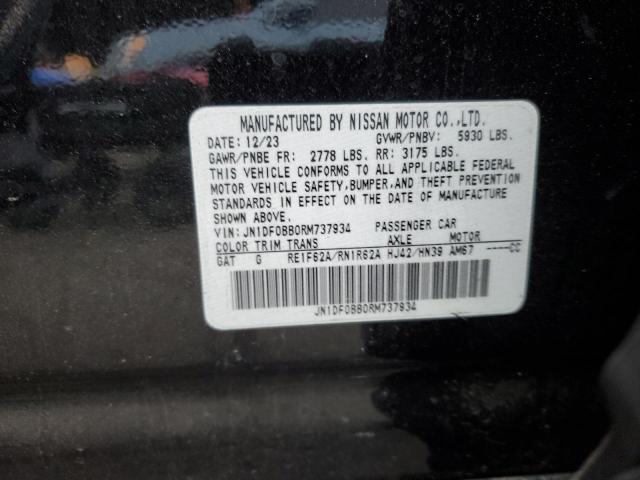 MANUFACTURED BY NISSAN MOTOR CO.,LTD.
DATE: 12/23 GVWR/PNBV: 5930 LBS.
GAWR/PNBE FR: 2778 LBS. RR: 3175 LBS.
THIS VEHICLE CONFORMS TO ALL APPLICABLE FEDERAL
MOTOR VEHICLE SAFETY,BUMPER,AND THEFT PREVENTION
STANDARDS IN EFFECT ON THE DATE OF MANUFACTURE
SHOWN ABOVE.
VIN: JN1DF0BB0RM737934 PASSENGER CAR
COLOR TRIM TRANS AXLE MOTOR
GAT G RE1F62A/RN1R62A HJ42/HN39 AM67 ----CC
JN1DF0BB0RM737934